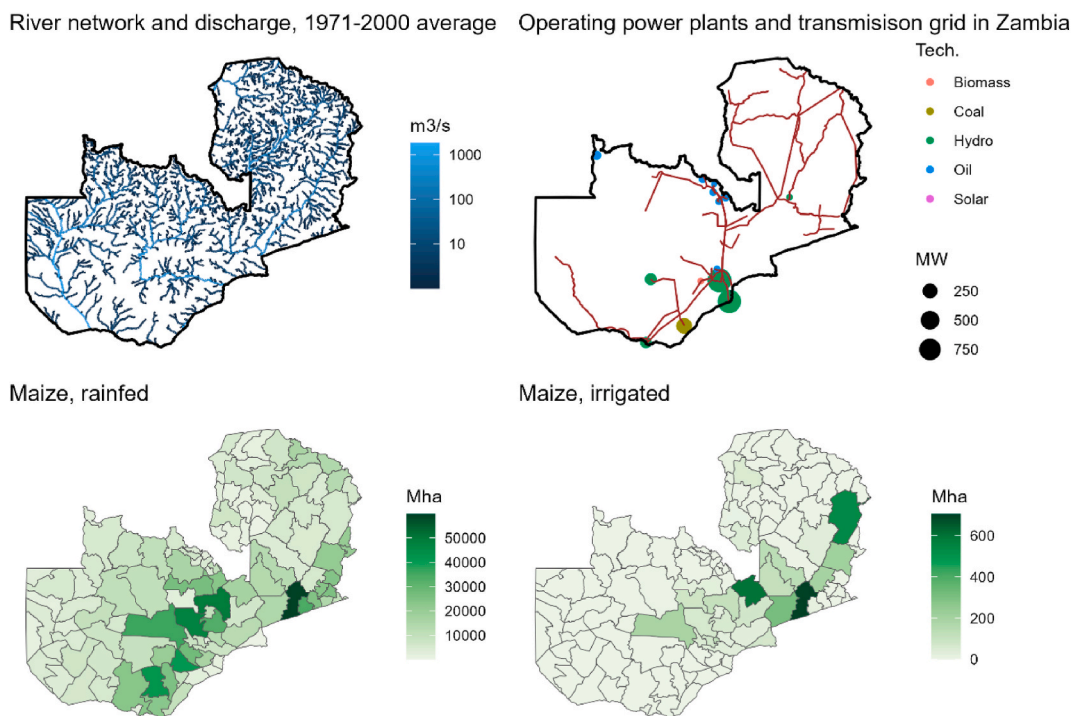 River network and discharge, 1971-2000 average
m3/s
1000
100
10
Operating power plants and transmisison grid in Zambia
Tech.
Biomass
Coal
Hydro
Oil
Solar
MW
250
500
750
Maize, rainfed
Mha
50000
40000
30000
20000
10000
Maize, irrigated
Mha
600
400
200
0